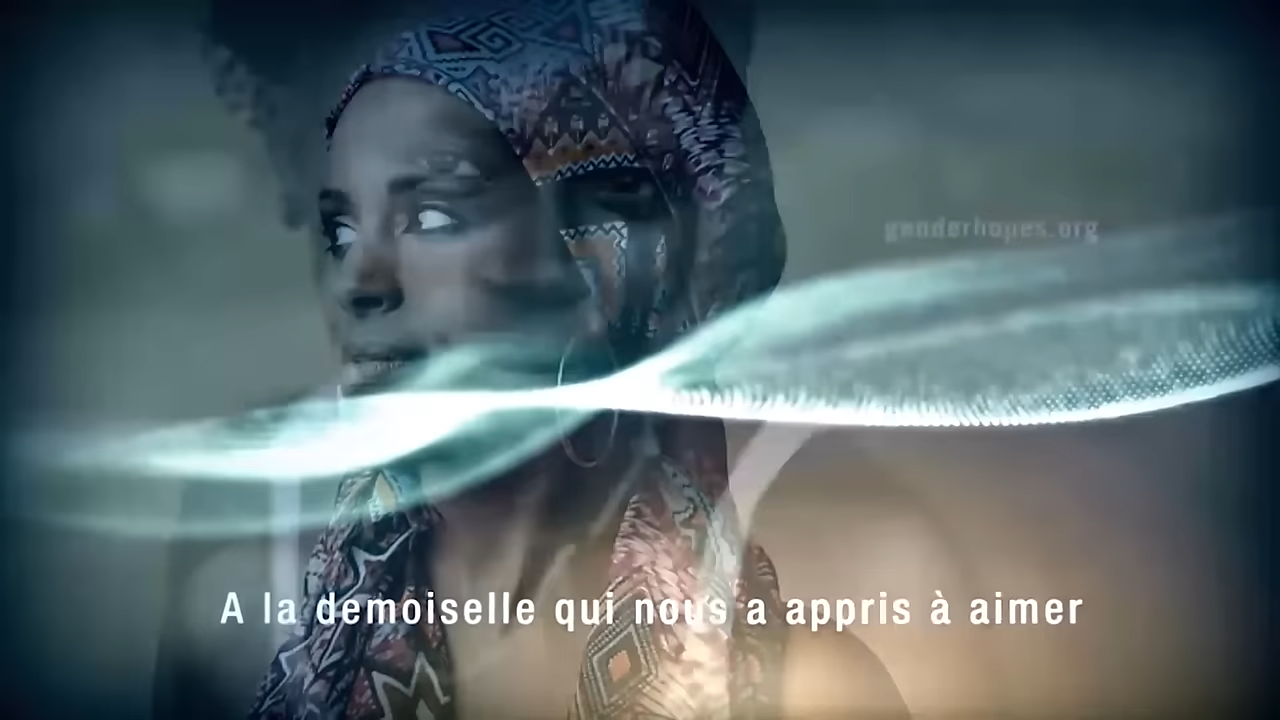 genderhopes.org
A la demoiselle qui nous a appris à aimer